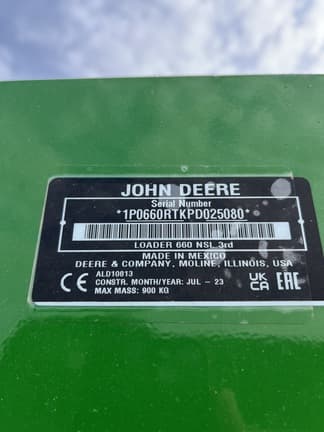 JOHN DEERE
Serial Number
*1P0660RTKPD025080*
LOADER 660 NSL 3rd
MADE IN MEXICO
DEERE & COMPANY, MOLINE, ILLINOIS, USA
CE ALD10013
CONSTR. MONTH/YEAR: JUL - 23
MAX MASS: 900 KG
UK CA EAC